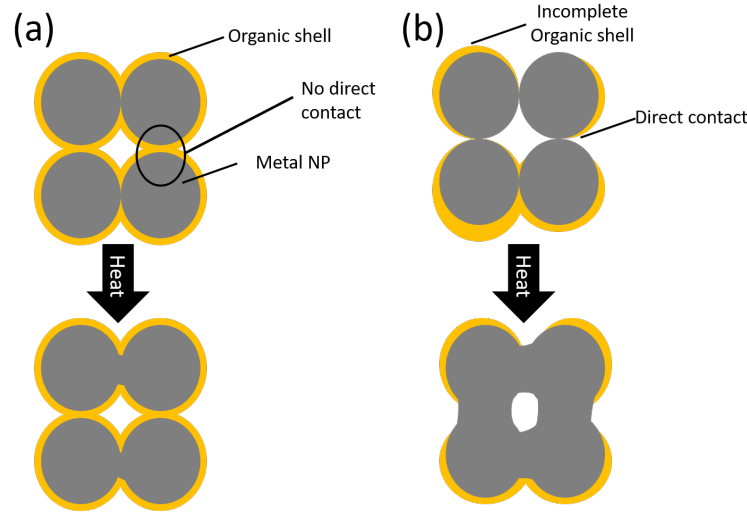 (a)
Organic shell
No direct
contact
Metal NP
Heat
(b)
Incomplete
Organic shell
Direct contact
Heat